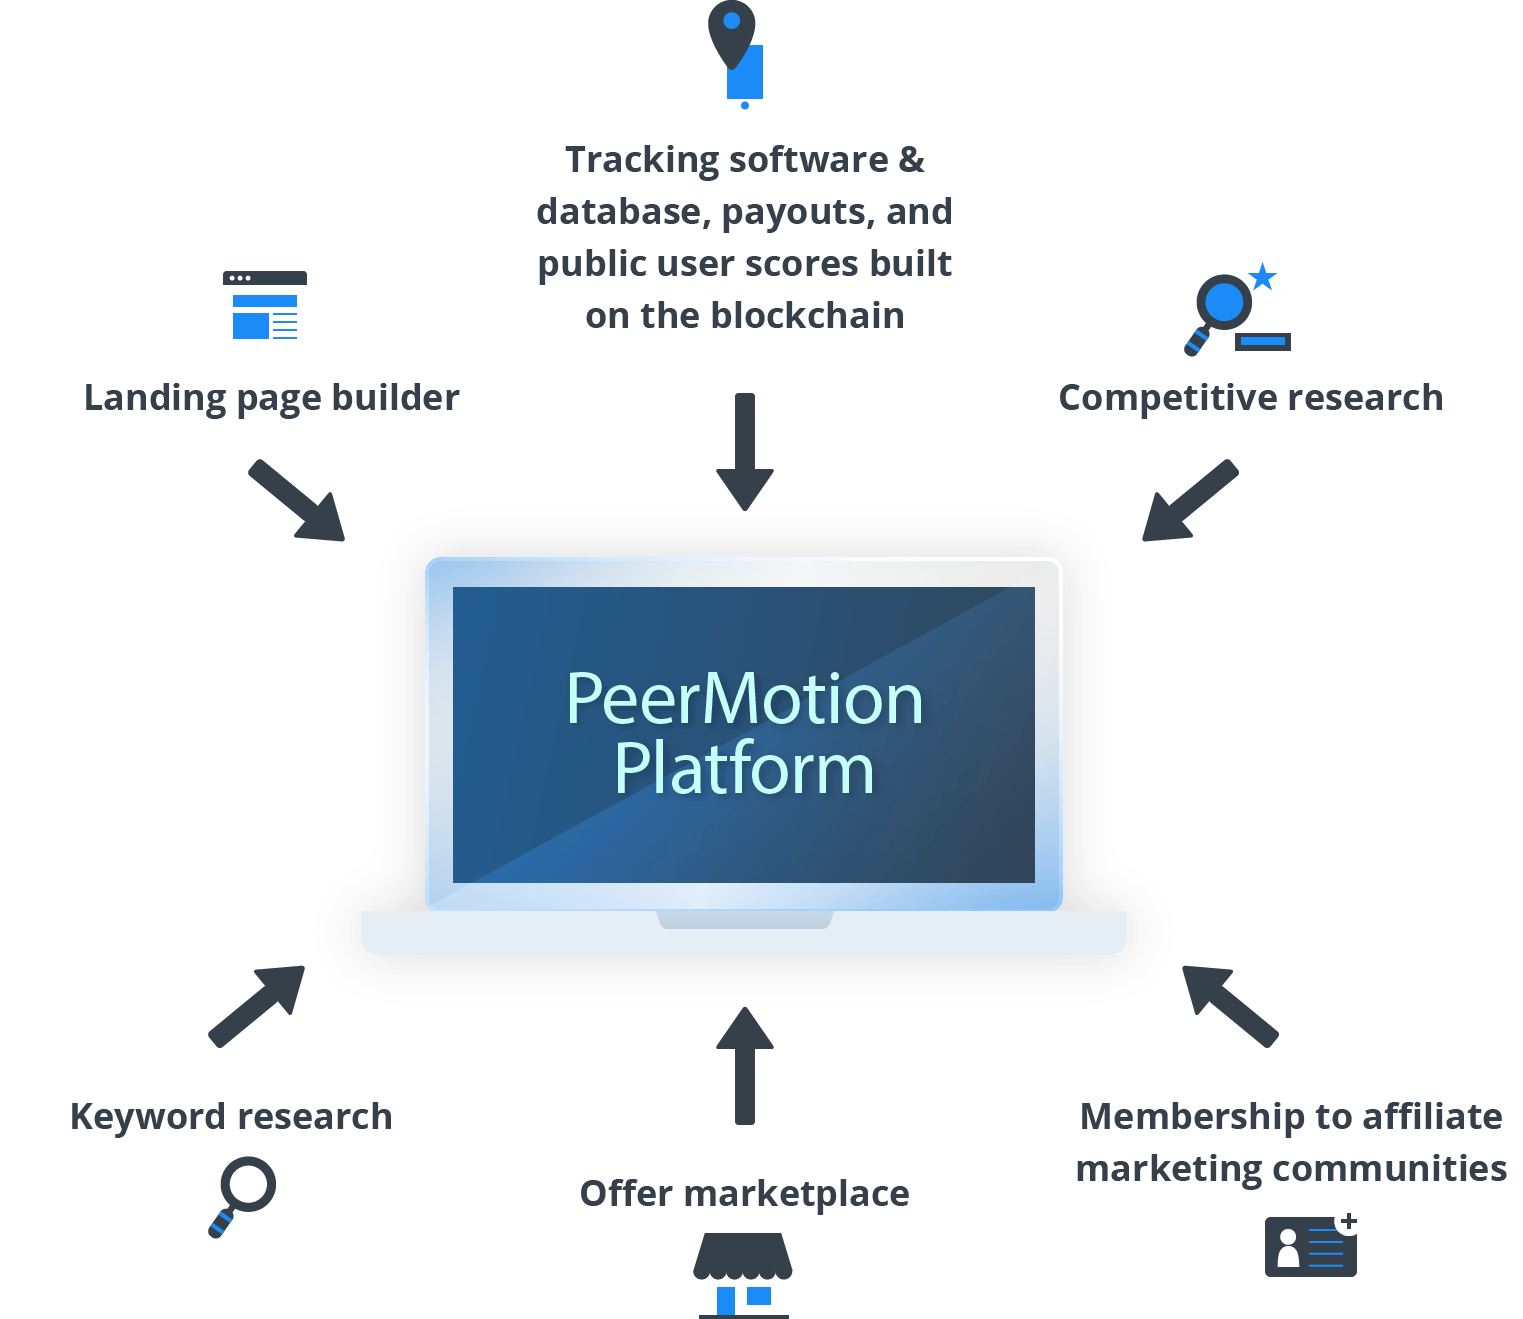 Tracking software &
database, payouts, and
public user scores built
on the blockchain
Landing page builder
Competitive research
PeerMotion
Platform
Keyword research
Offer marketplace
Membership to affiliate
marketing communities